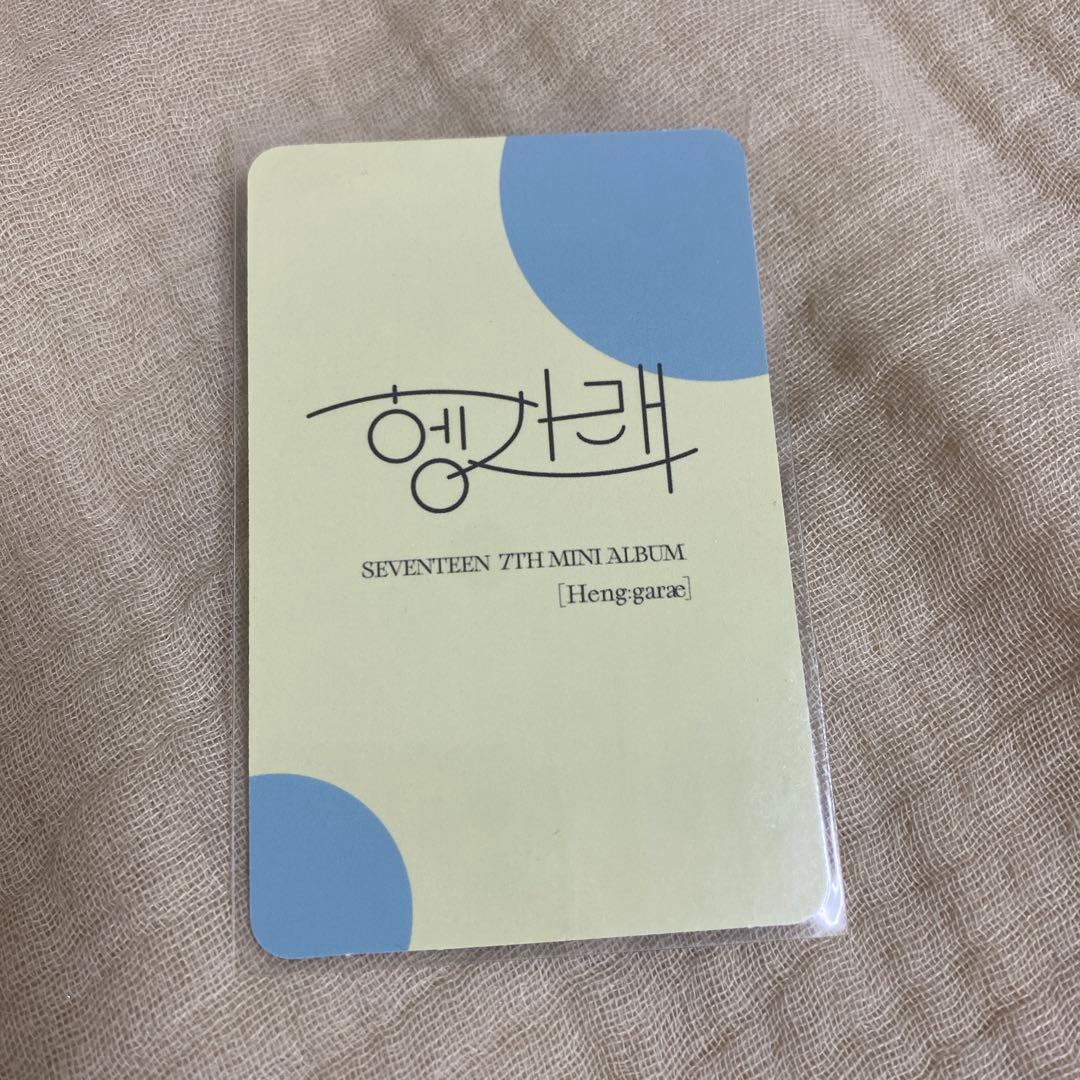 헹가래
SEVENTEEN 7TH MINI ALBUM
[Heng:garæ]